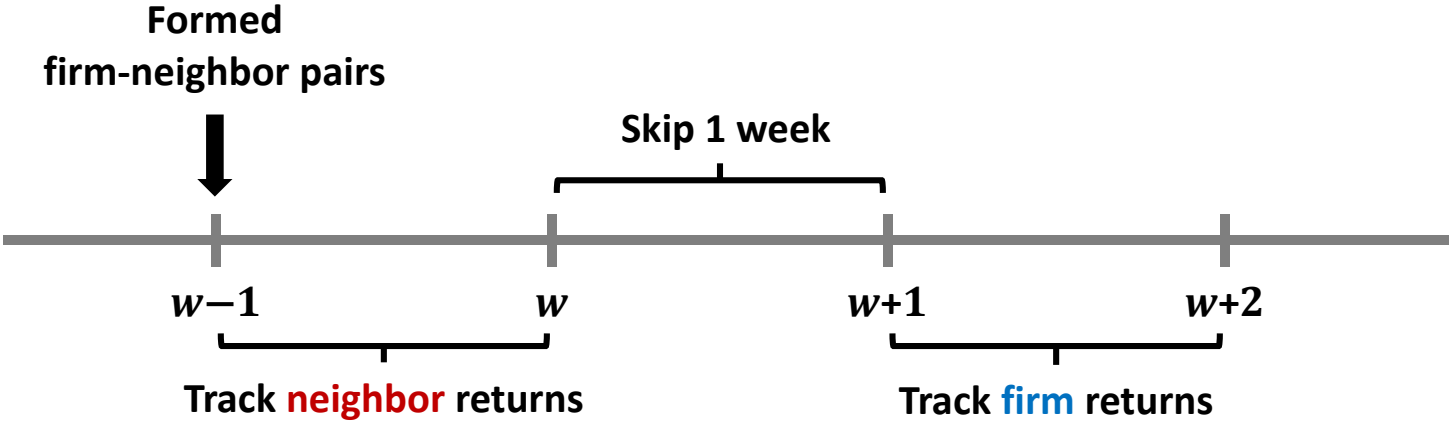 Formed
firm-neighbor pairs
Skip 1 week
w−1
w
w+1
w+2
Track neighbor returns
Track firm returns